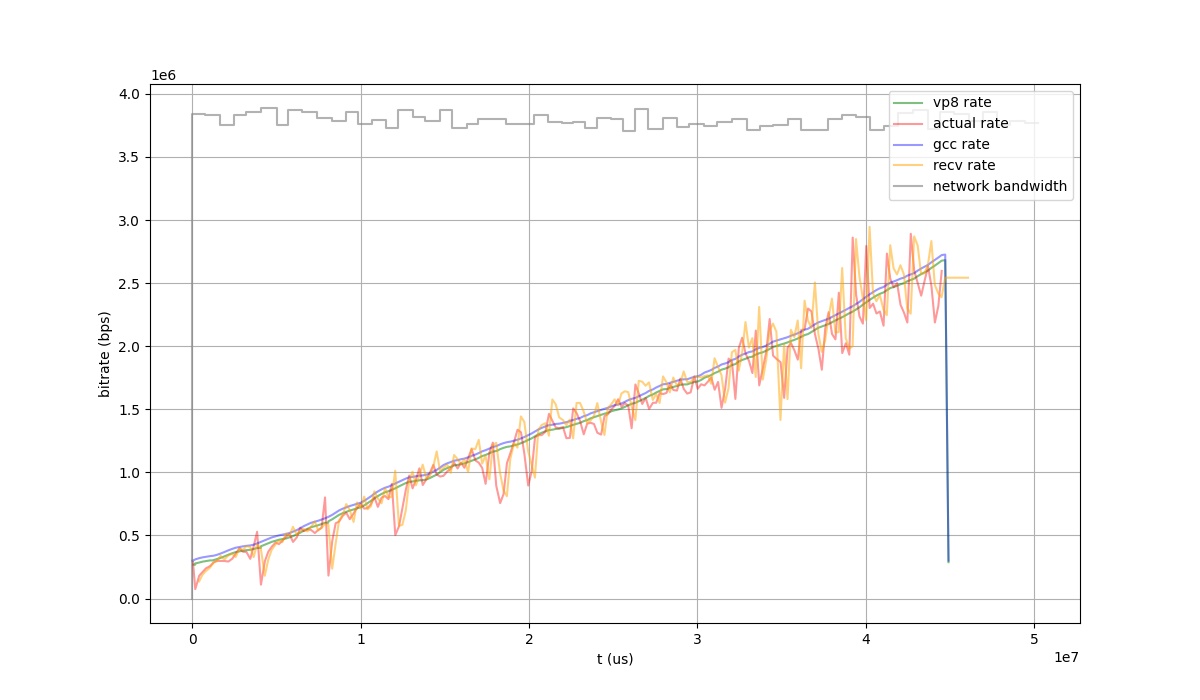 1e6
4.0
3.5
3.0
2.5
2.0
1.5
1.0
0.5
0.0
bitrate (bps)
vp8 rate
actual rate
gcc rate
recv rate
network bandwidth
0
1
2
3
4
5
t (us)
1e7